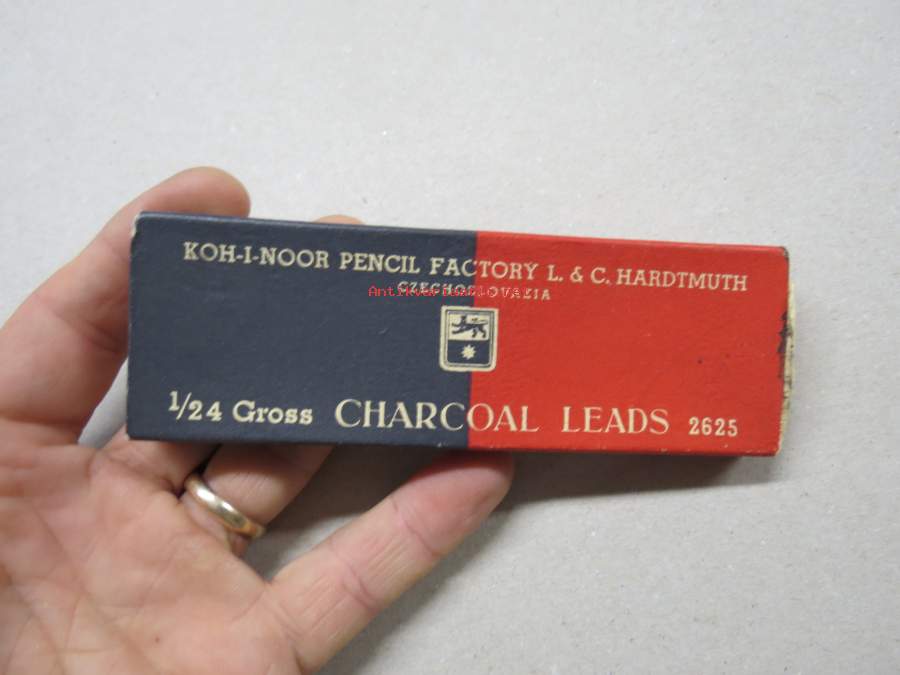 KOH-I-NOOR PENCIL FACTORY L. & C. HARDTMUTH
CZECHOSLOVAKIA
1/24 Gross CHARCOAL LEADS 2625